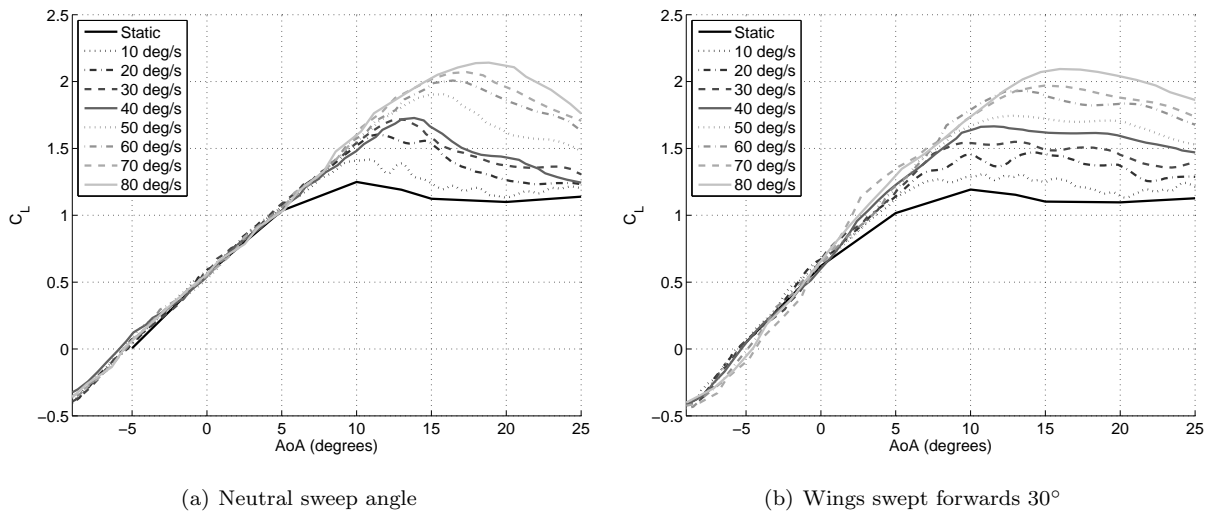 2.5
2
1.5
1
0.5
0
−0.5
C_L
Static
10 deg/s
20 deg/s
30 deg/s
40 deg/s
50 deg/s
60 deg/s
70 deg/s
80 deg/s
−5 0 5 10 15 20 25
AoA (degrees)
(a) Neutral sweep angle
2.5
2
1.5
1
0.5
0
−0.5
C_L
Static
10 deg/s
20 deg/s
30 deg/s
40 deg/s
50 deg/s
60 deg/s
70 deg/s
80 deg/s
−5 0 5 10 15 20 25
AoA (degrees)
(b) Wings swept forwards 30°